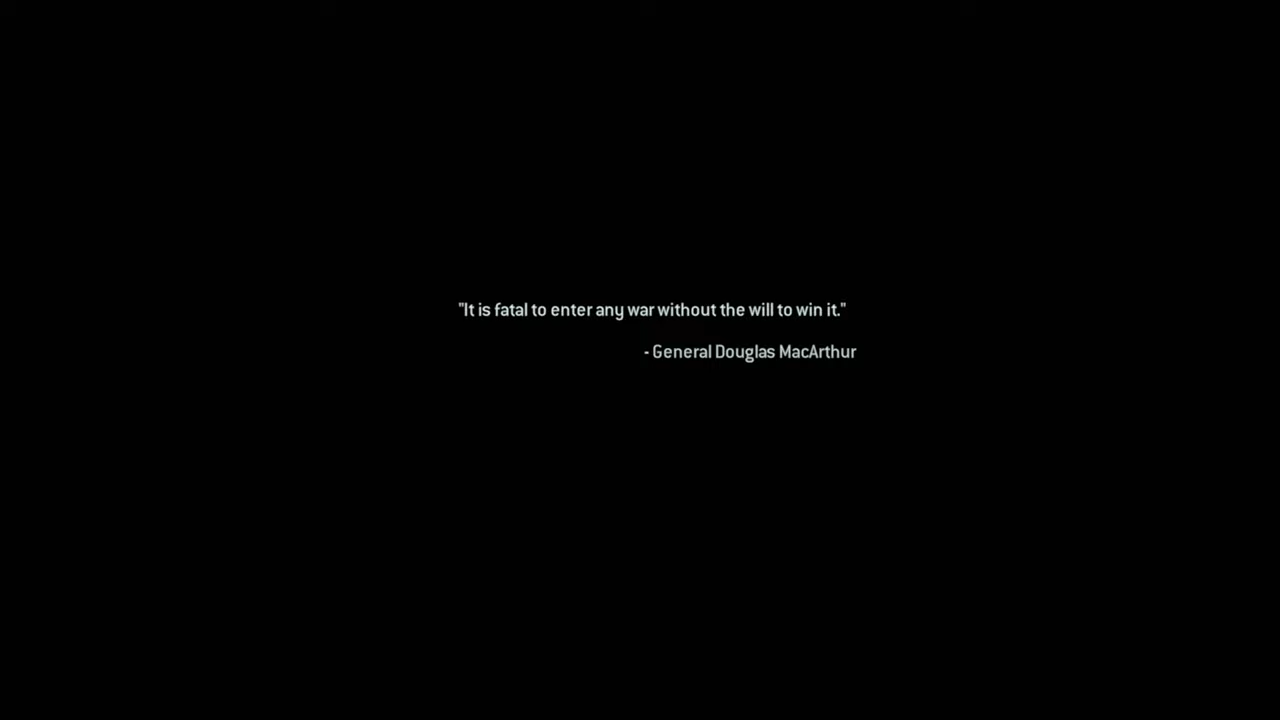 "It is fatal to enter any war without the will to win it."
- General Douglas MacArthur